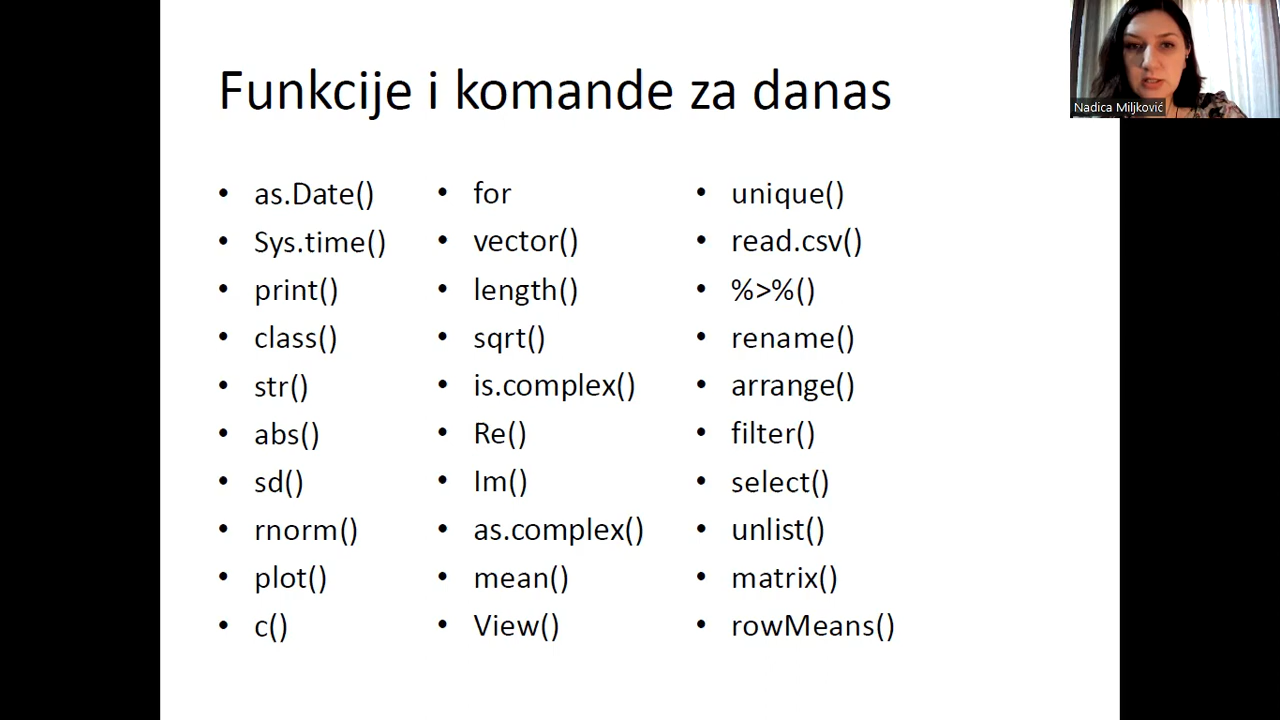 Funkcije i komande za danas
Nadica Miljković
• as.Date()
• Sys.time()
• print()
• class()
• str()
• abs()
• sd()
• rnorm()
• plot()
• c()
• for
• vector()
• length()
• sqrt()
• is.complex()
• Re()
• Im()
• as.complex()
• mean()
• View()
• unique()
• read.csv()
• %>%()
• rename()
• arrange()
• filter()
• select()
• unlist()
• matrix()
• rowMeans()